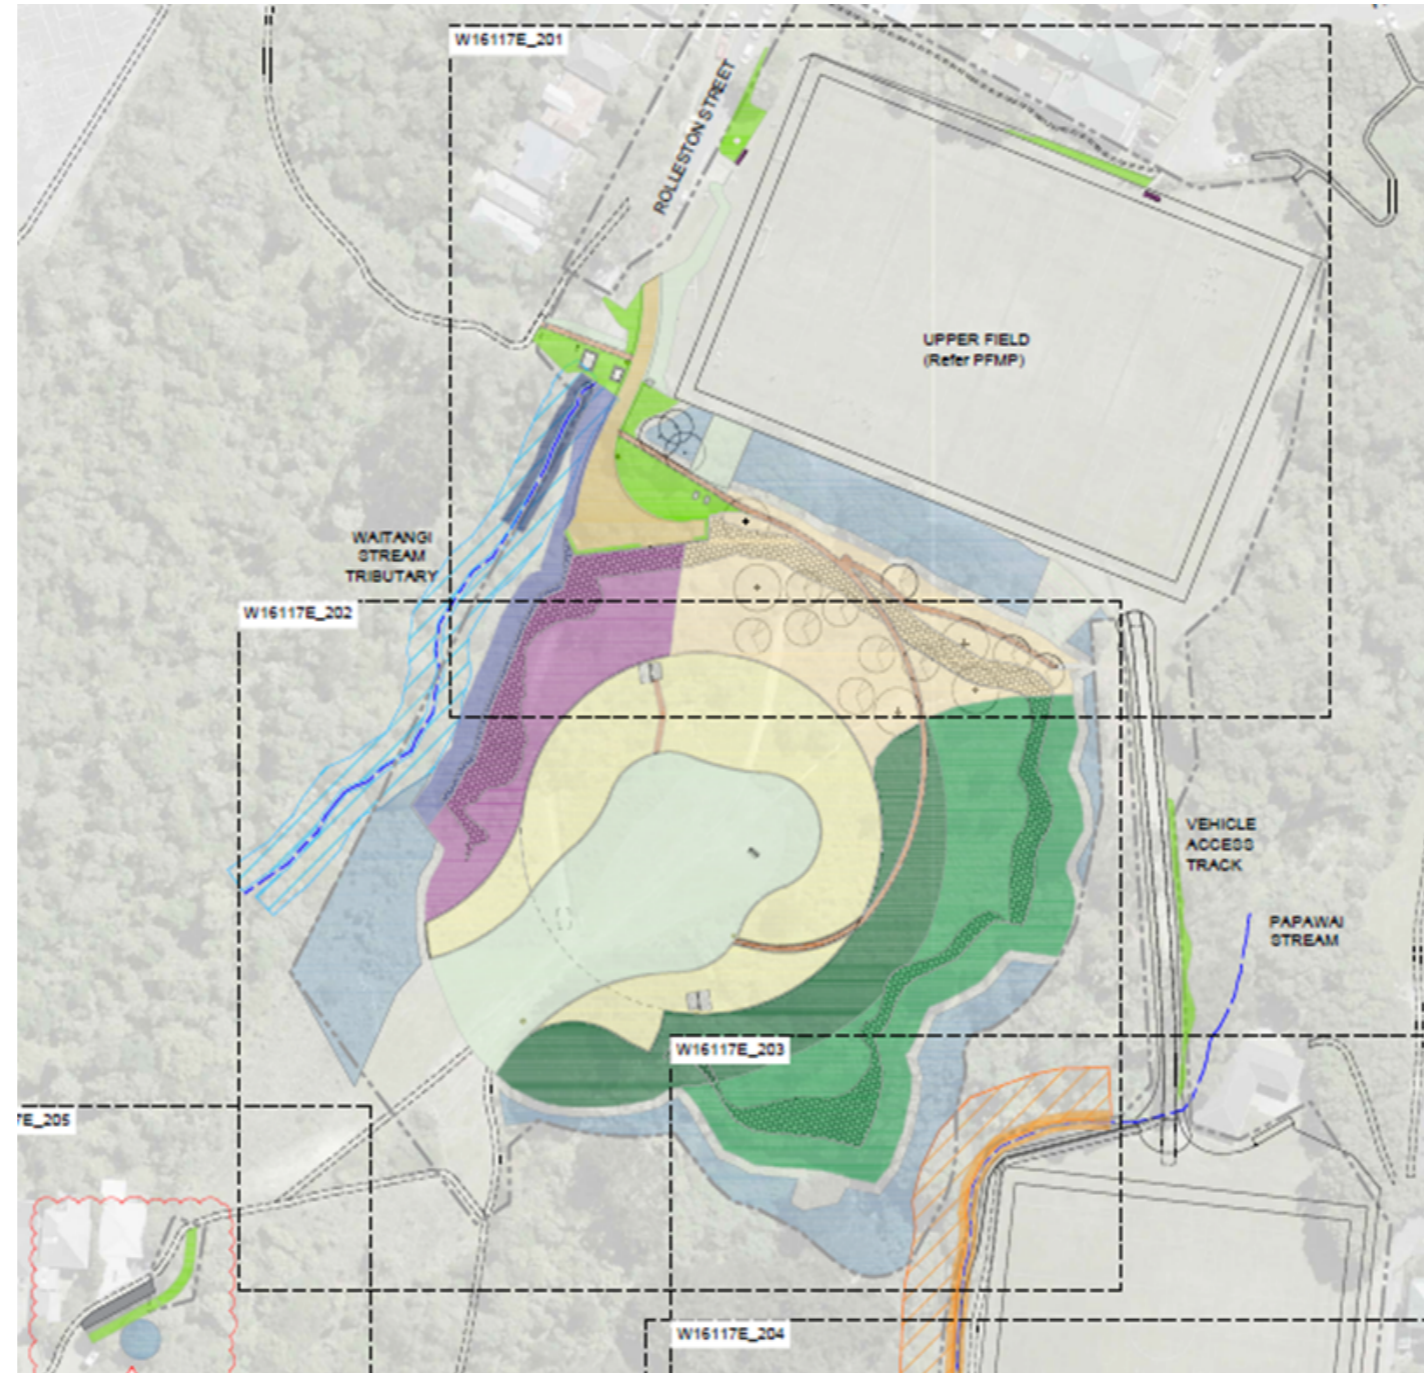 W16117E_201
ROLLESTON STREET
UPPER FIELD
(Refer PFMP)
WAITANGI
STREAM
TRIBUTARY
W16117E_202
VEHICLE
ACCESS
TRACK
PAPAWAI
STREAM
W16117E_203
7E_205
W16117E_204